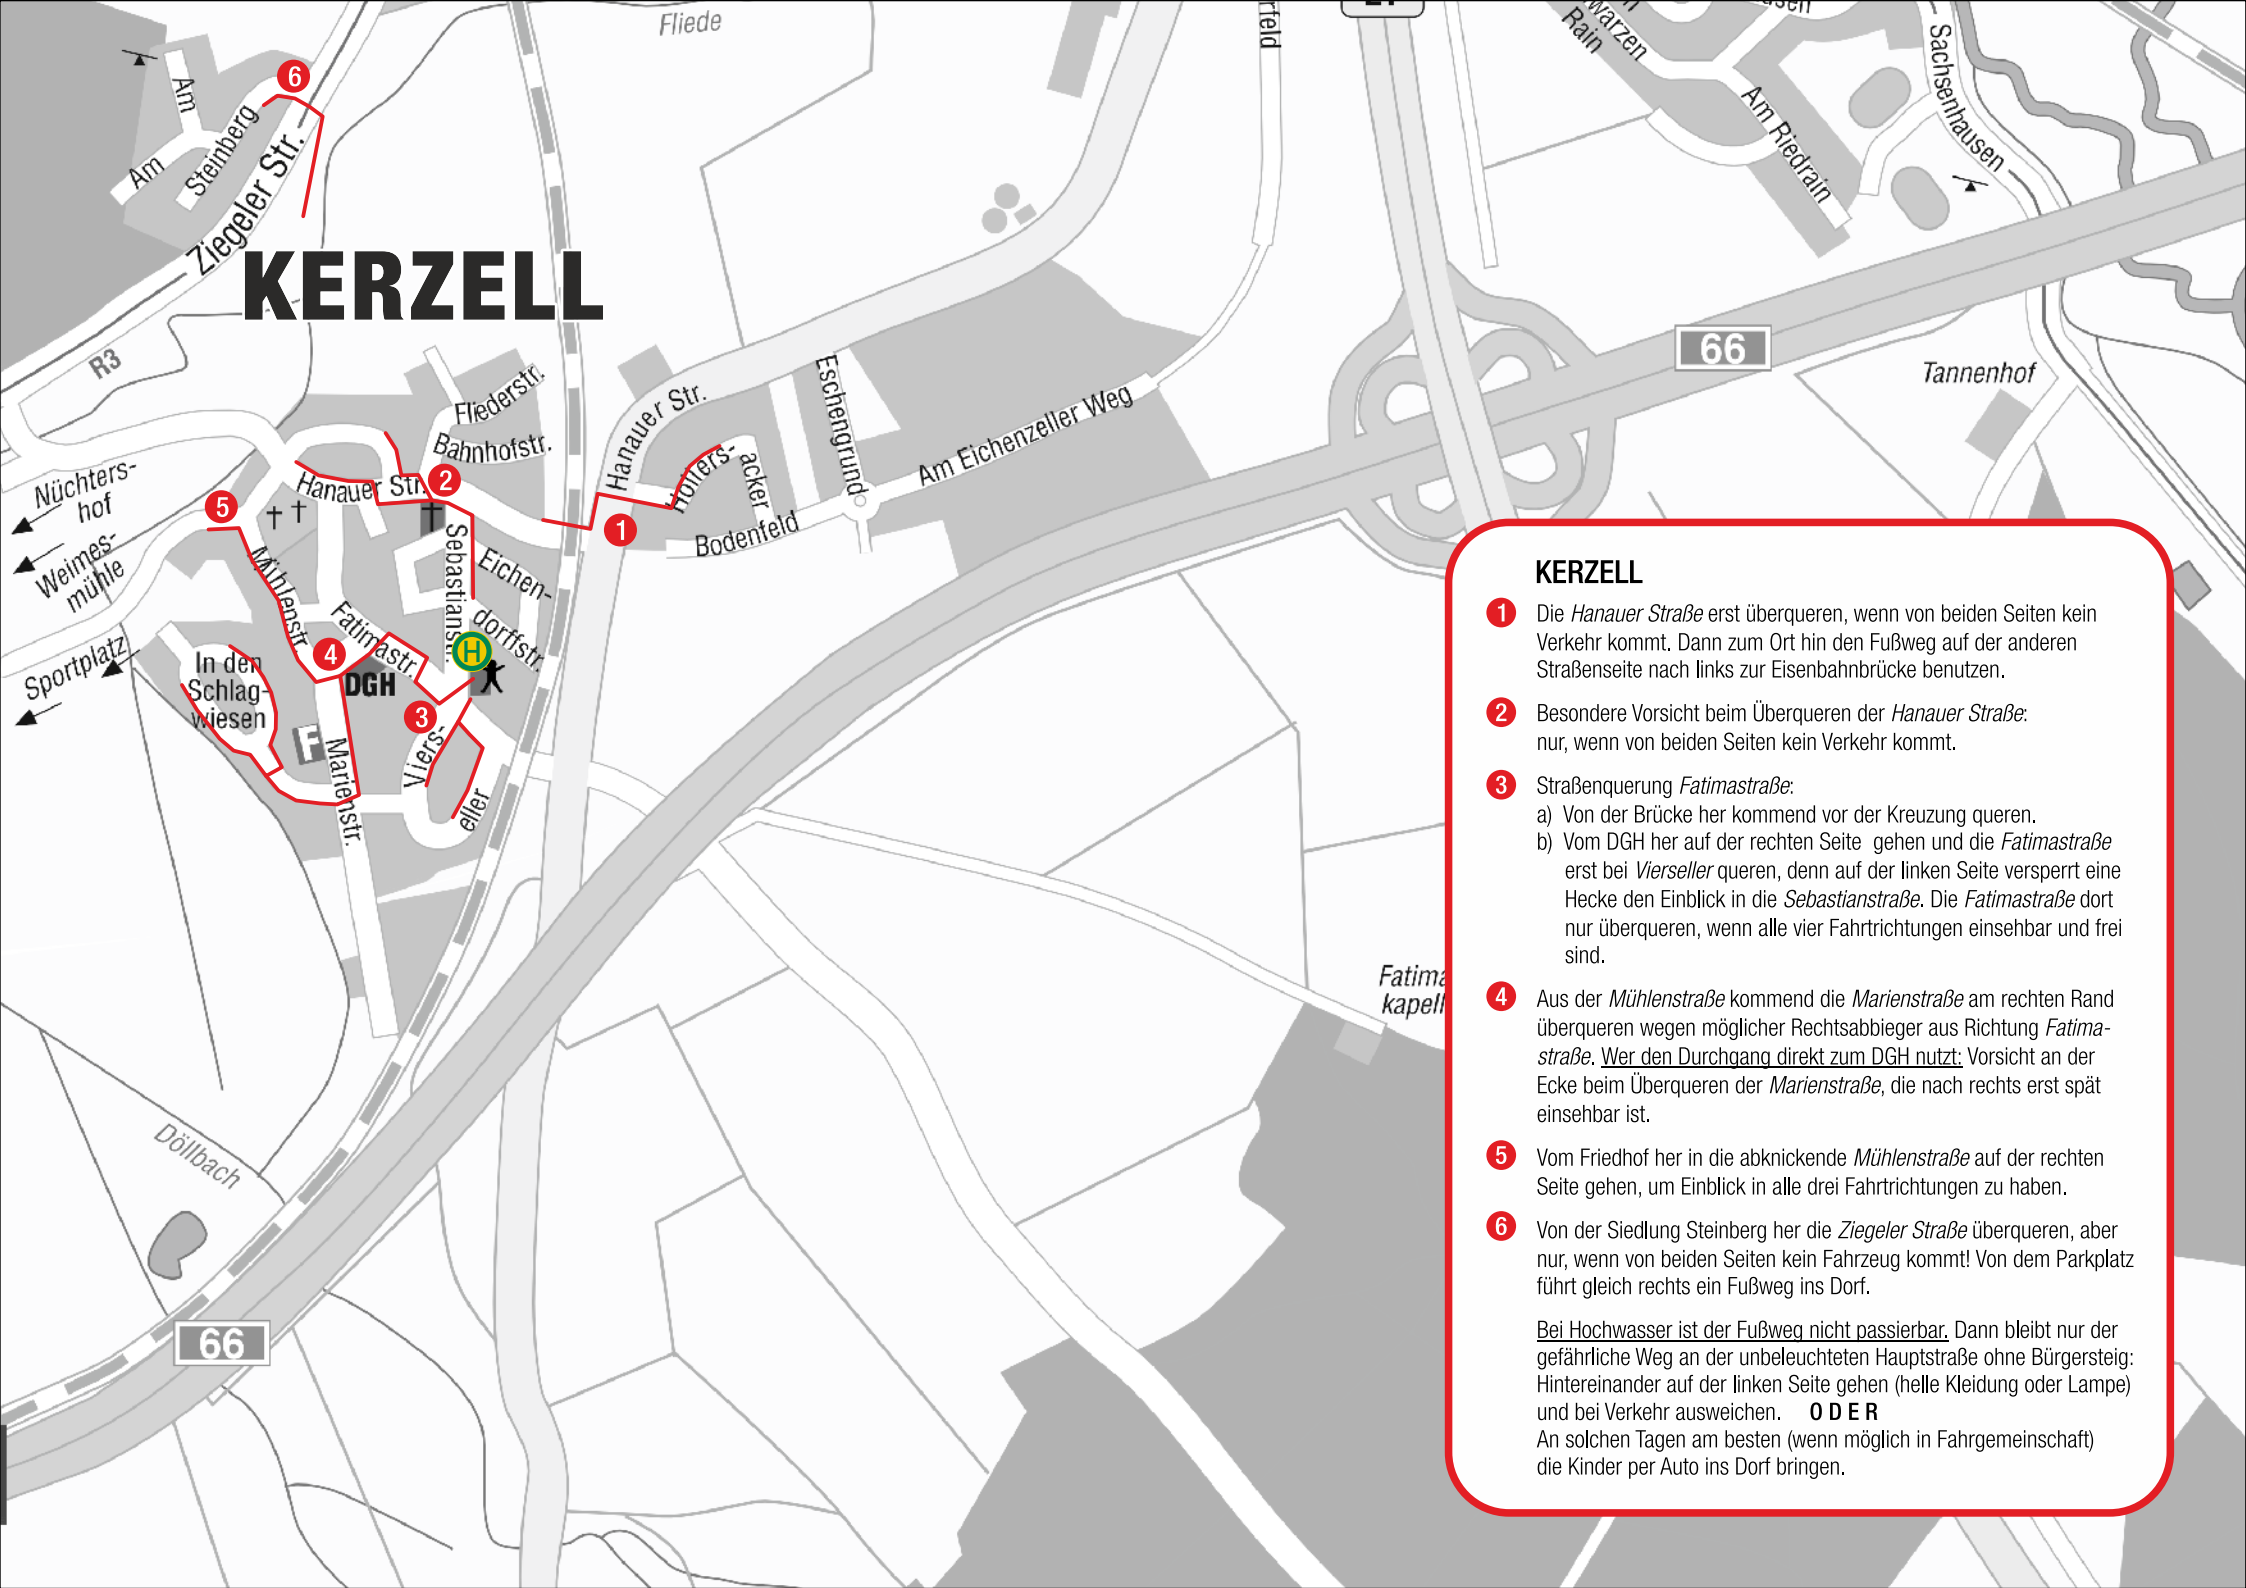 Fliede
rfeld
warzen
Rain
Sachsenhausen
Am Riedrain
6
Am
Steinberg
Am
Ziegeler Str.
KERZELL
R3
66
Tannenhof
Fliederstr.
Bahnhofstr.
Hanauer Str.
Eschengrund
Am Eichenzeller Weg
acker
Bodenfeld
Nüchters-
hof
Weimes-
mühle
Sportplatz
Hanauer Str.
2
5
1
Mühlenstr.
Sebastianstr.
Eichen-
dorffstr.
Fatimastr.
4
H
DGH
3
In den
Schlag-
wiesen
F
Marienstr.
Viers-
eller
Fatima
kapell
Döllbach
66
KERZELL
1 Die Hanauer Straße erst überqueren, wenn von beiden Seiten kein
Verkehr kommt. Dann zum Ort hin den Fußweg auf der anderen
Straßenseite nach links zur Eisenbahnbrücke benutzen.
2 Besondere Vorsicht beim Überqueren der Hanauer Straße:
nur, wenn von beiden Seiten kein Verkehr kommt.
3 Straßenquerung Fatimastraße:
a) Von der Brücke her kommend vor der Kreuzung queren.
b) Vom DGH her auf der rechten Seite gehen und die Fatimastraße
erst bei Vierseller queren, denn auf der linken Seite versperrt eine
Hecke den Einblick in die Sebastianstraße. Die Fatimastraße dort
nur überqueren, wenn alle vier Fahrtrichtungen einsehbar und frei
sind.
4 Aus der Mühlenstraße kommend die Marienstraße am rechten Rand
überqueren wegen möglicher Rechtsabbieger aus Richtung Fatima-
straße. Wer den Durchgang direkt zum DGH nutzt: Vorsicht an der
Ecke beim Überqueren der Marienstraße, die nach rechts erst spät
einsehbar ist.
5 Vom Friedhof her in die abknickende Mühlenstraße auf der rechten
Seite gehen, um Einblick in alle drei Fahrtrichtungen zu haben.
6 Von der Siedlung Steinberg her die Ziegeler Straße überqueren, aber
nur, wenn von beiden Seiten kein Fahrzeug kommt! Von dem Parkplatz
führt gleich rechts ein Fußweg ins Dorf.
Bei Hochwasser ist der Fußweg nicht passierbar. Dann bleibt nur der
gefährliche Weg an der unbeleuchteten Hauptstraße ohne Bürgersteig:
Hintereinander auf der linken Seite gehen (helle Kleidung oder Lampe)
und bei Verkehr ausweichen. ODER
An solchen Tagen am besten (wenn möglich in Fahrgemeinschaft)
die Kinder per Auto ins Dorf bringen.